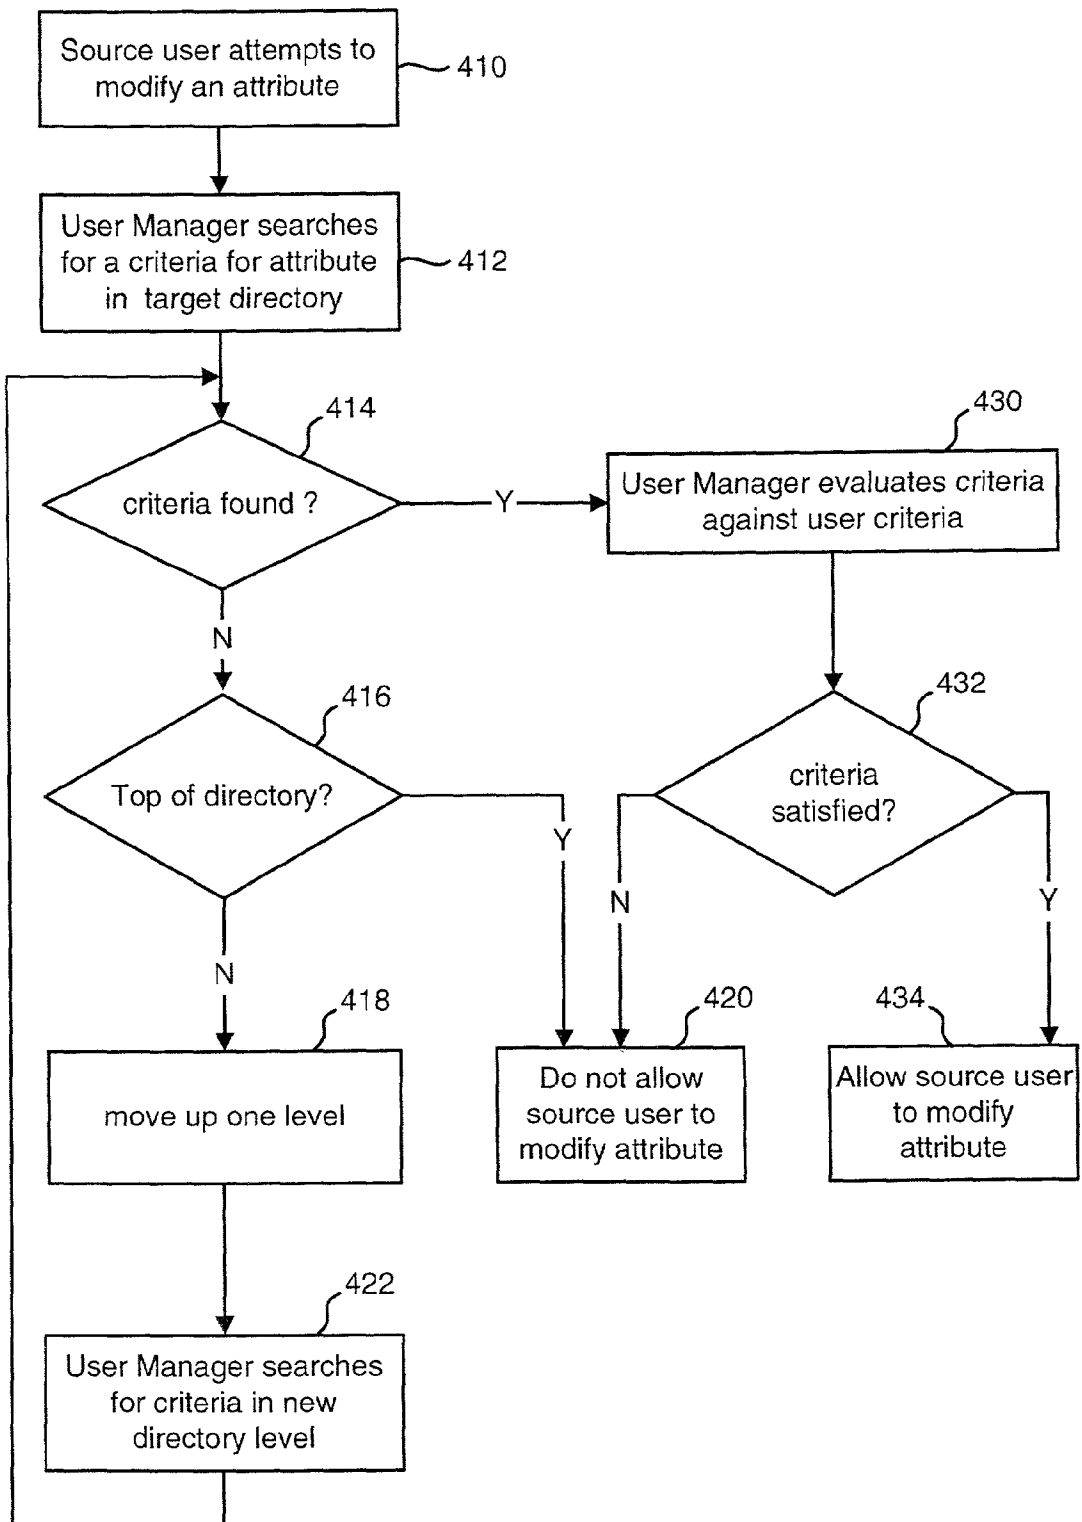 Source user attempts to
modify an attribute
410
User Manager searches
for a criteria for attribute
in target directory
412
414
criteria found ?
Y
430
User Manager evaluates criteria
against user criteria
N
416
Top of directory?
Y
432
criteria
satisfied?
N
Y
N
418
move up one level
420
Do not allow
source user to
modify attribute
434
Allow source user
to modify
attribute
422
User Manager searches
for criteria in new
directory level